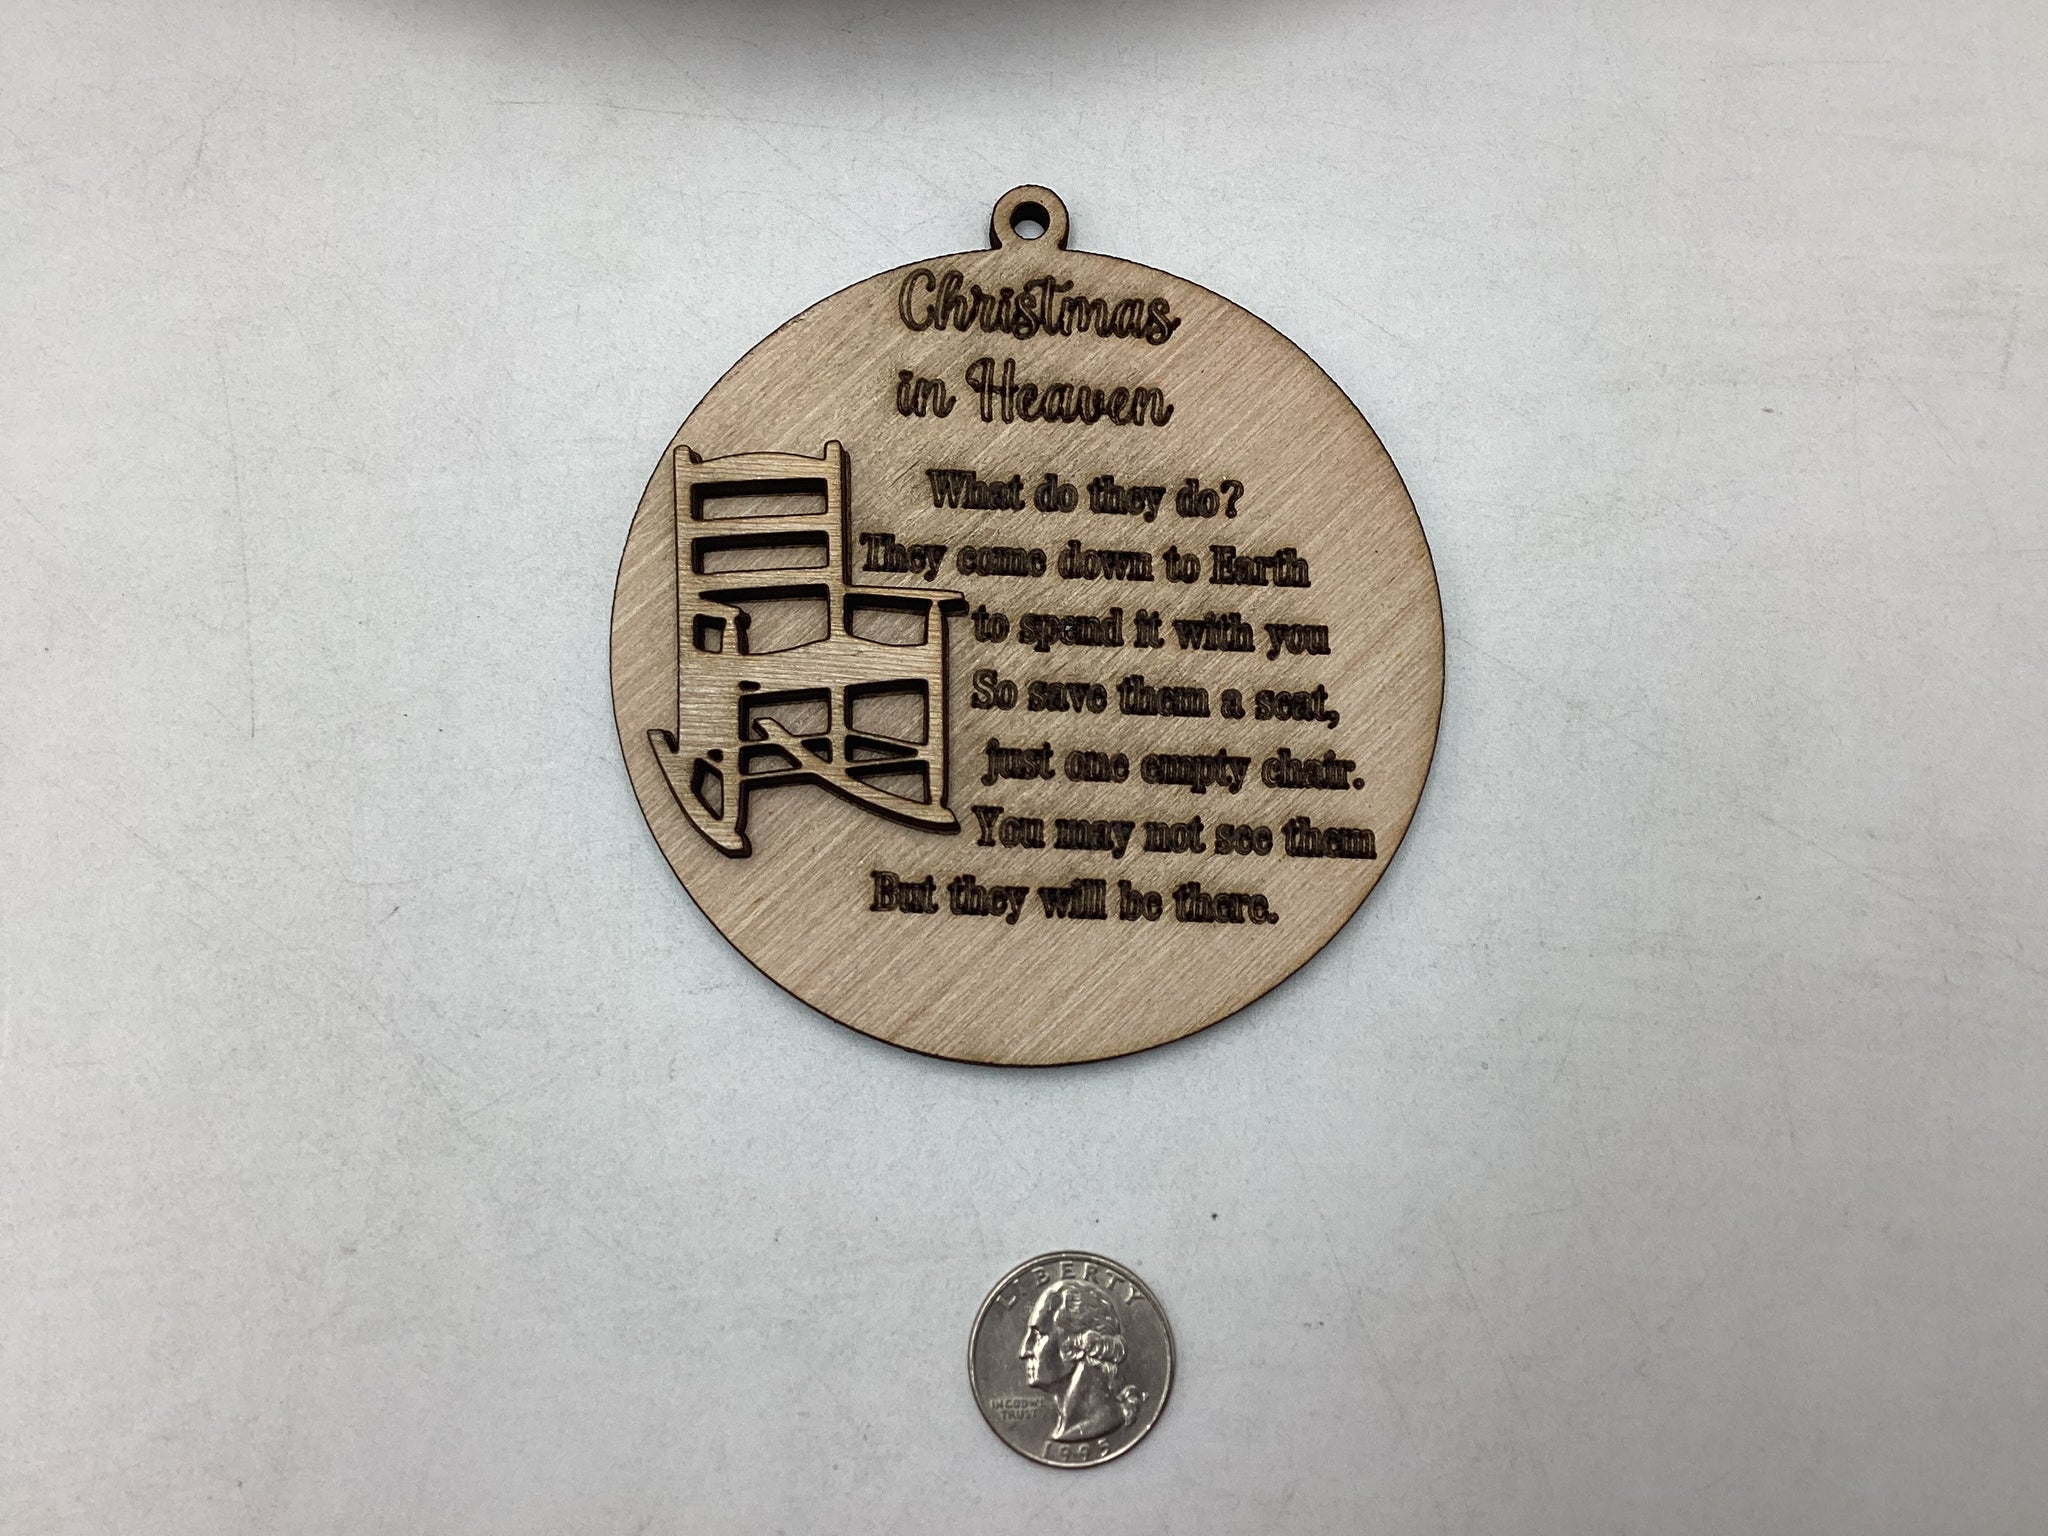 Christmas
in Heaven
What do they do?
They come down to Earth
to spend it with you
So save them a seat,
just one empty chair.
You may not see them
But they will be there.
LIBERTY
IN GOD WE
TRUST
1995